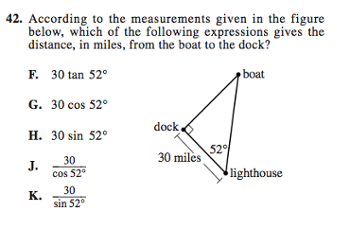 42. According to the measurements given in the figure
below, which of the following expressions gives the
distance, in miles, from the boat to the dock?
F. 30 tan 52°
G. 30 cos 52°
H. 30 sin 52°
J. 30
cos 52°
K. 30
sin 52°
boat
dock
52°
30 miles
lighthouse